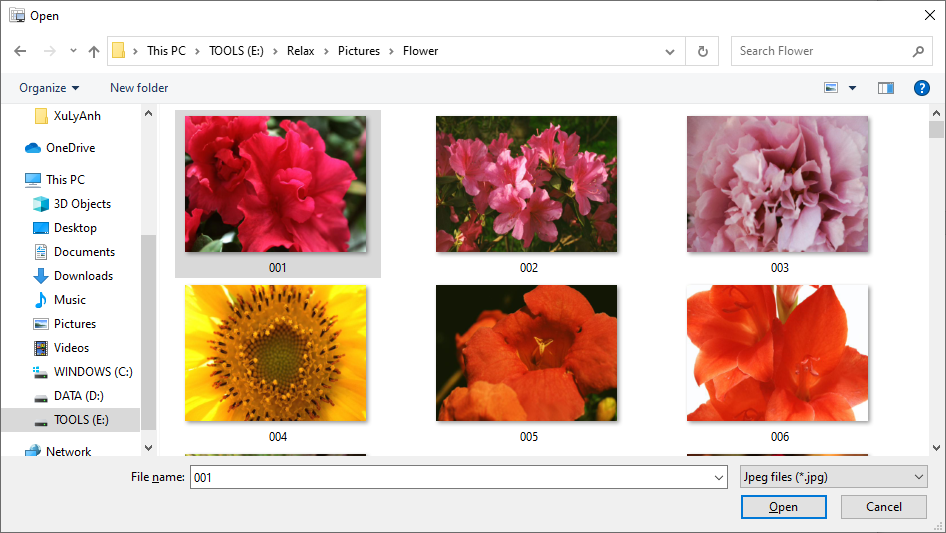 Open
This PC > TOOLS (E:) > Relax > Pictures > Flower
Search Flower
Organize
New folder
XuLyAnh
OneDrive
This PC
3D Objects
Desktop
Documents
Downloads
Music
Pictures
Videos
WINDOWS (C:)
DATA (D:)
TOOLS (E:)
Network
001
002
003
004
005
006
File name:
001
Jpeg files (*.jpg)
Open
Cancel